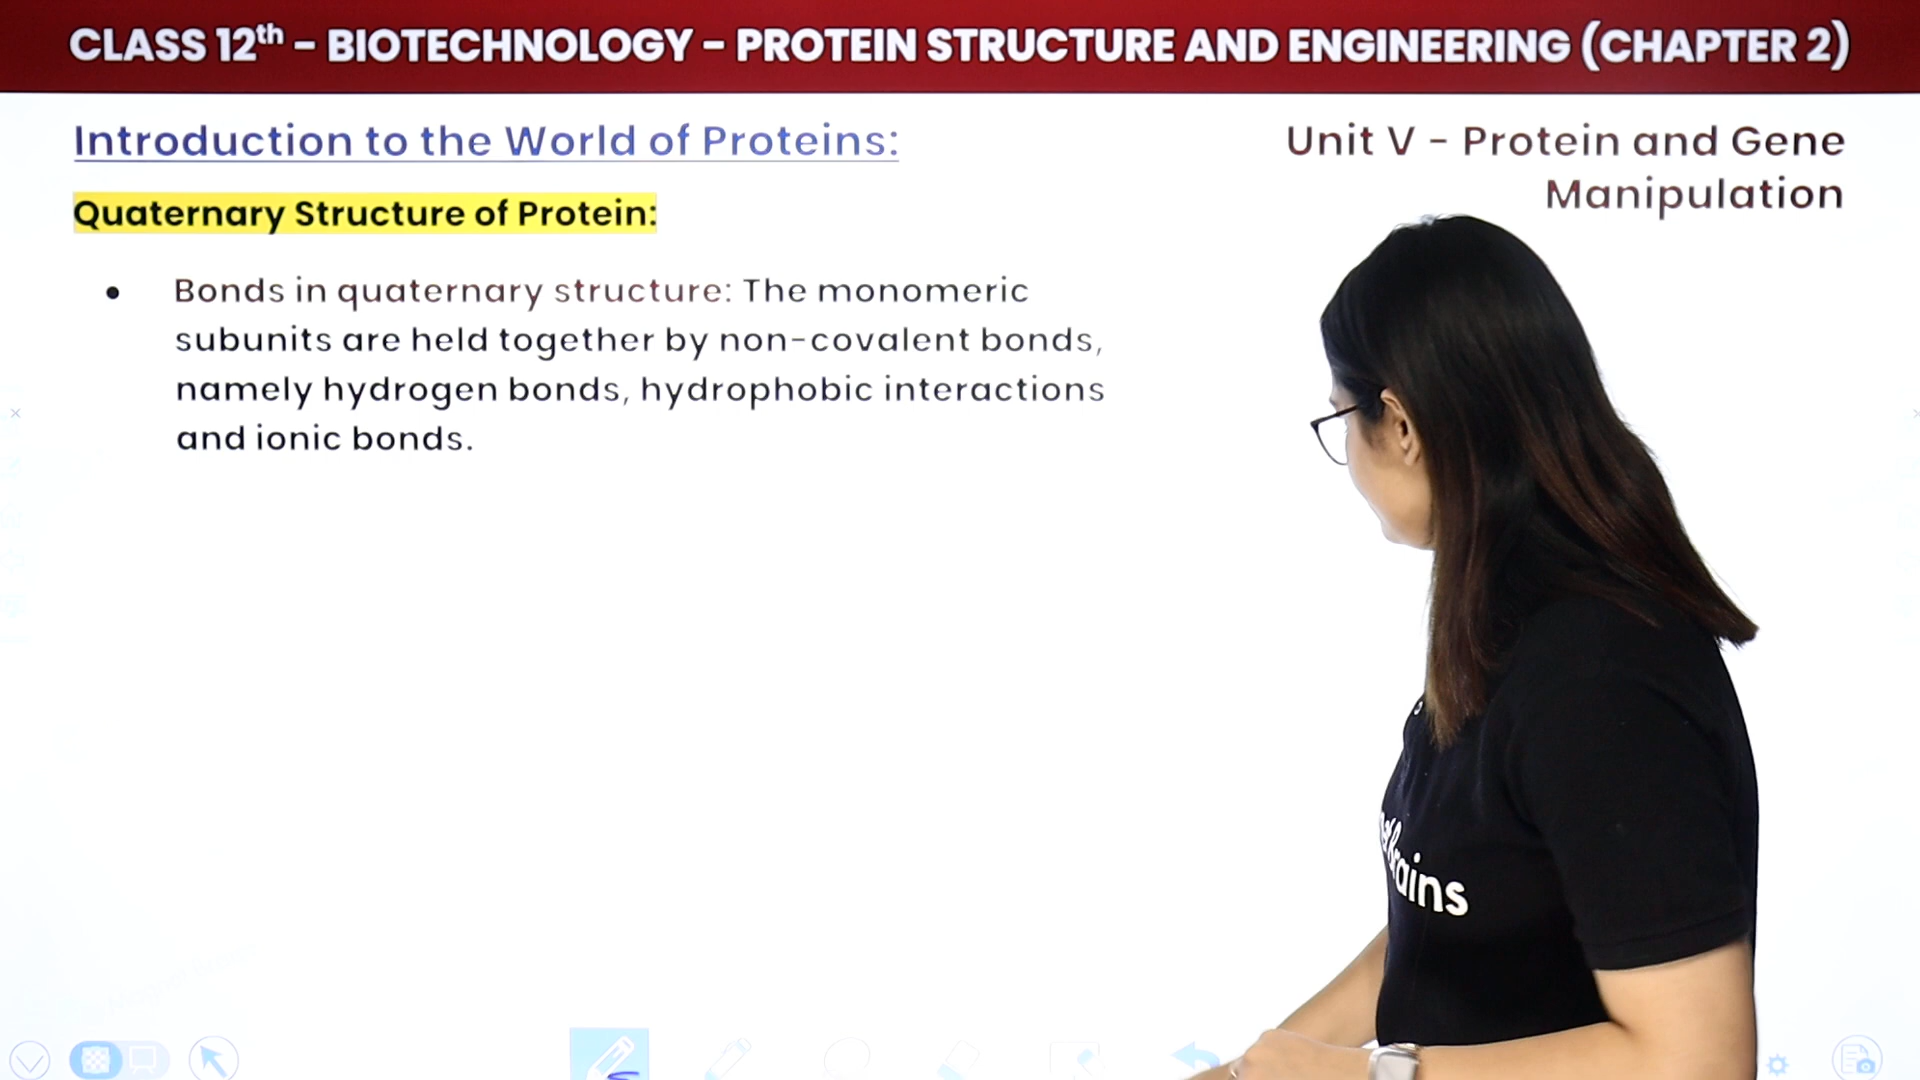 CLASS 12th - BIOTECHNOLOGY - PROTEIN STRUCTURE AND ENGINEERING (CHAPTER 2)
Introduction to the World of Proteins:
Unit V - Protein and Gene
Manipulation
Quaternary Structure of Protein:
• Bonds in quaternary structure: The monomeric
subunits are held together by non-covalent bonds,
namely hydrogen bonds, hydrophobic interactions
and ionic bonds.